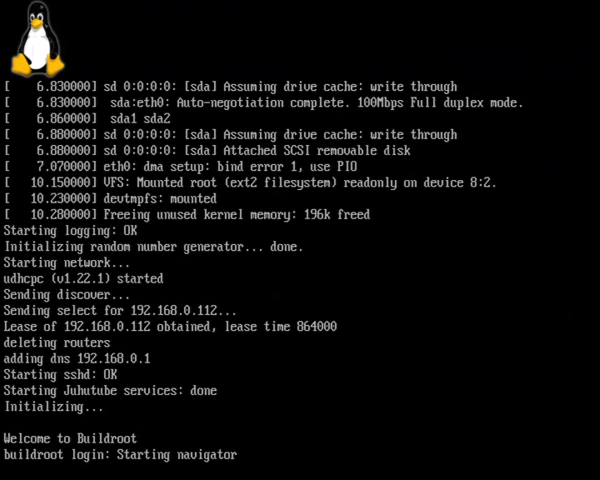 [    6.830000] sd 0:0:0:0: [sda] Assuming drive cache: write through
[    6.830000]  sda:eth0: Auto-negotiation complete. 100Mbps Full duplex mode.
[    6.860000]  sda1 sda2
[    6.880000] sd 0:0:0:0: [sda] Assuming drive cache: write through
[    6.880000] sd 0:0:0:0: [sda] Attached SCSI removable disk
[    7.070000] eth0: dma setup: bind error 1, use PIO
[   10.150000] VFS: Mounted root (ext2 filesystem) readonly on device 8:2.
[   10.230000] devtmpfs: mounted
[   10.280000] Freeing unused kernel memory: 196k freed
Starting logging: OK
Initializing random number generator... done.
Starting network...
udhcpc (v1.22.1) started
Sending discover...
Sending select for 192.168.0.112...
Lease of 192.168.0.112 obtained, lease time 864000
deleting routers
adding dns 192.168.0.1
Starting sshd: OK
Starting Juhutube services: done
Initializing...
Welcome to Buildroot
buildroot login: Starting navigator